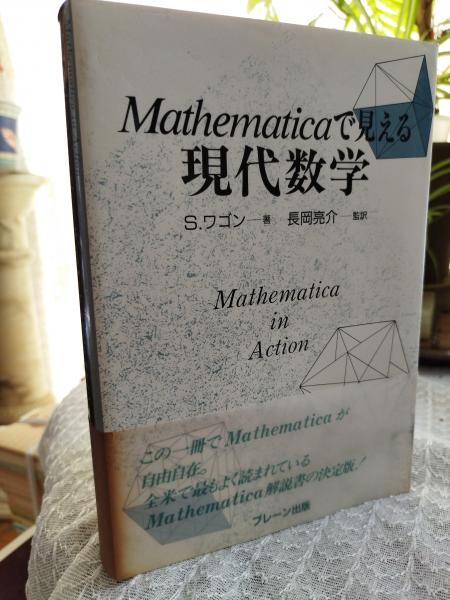 Mathematicaで見える
現代数学
S.ワゴン―著 長岡亮介―監訳
Mathematica
in
Action
この一冊でMathematicaが
自由自在。
全米で最もよく読まれている
Mathematica解説書の決定版!
ブレーン出版